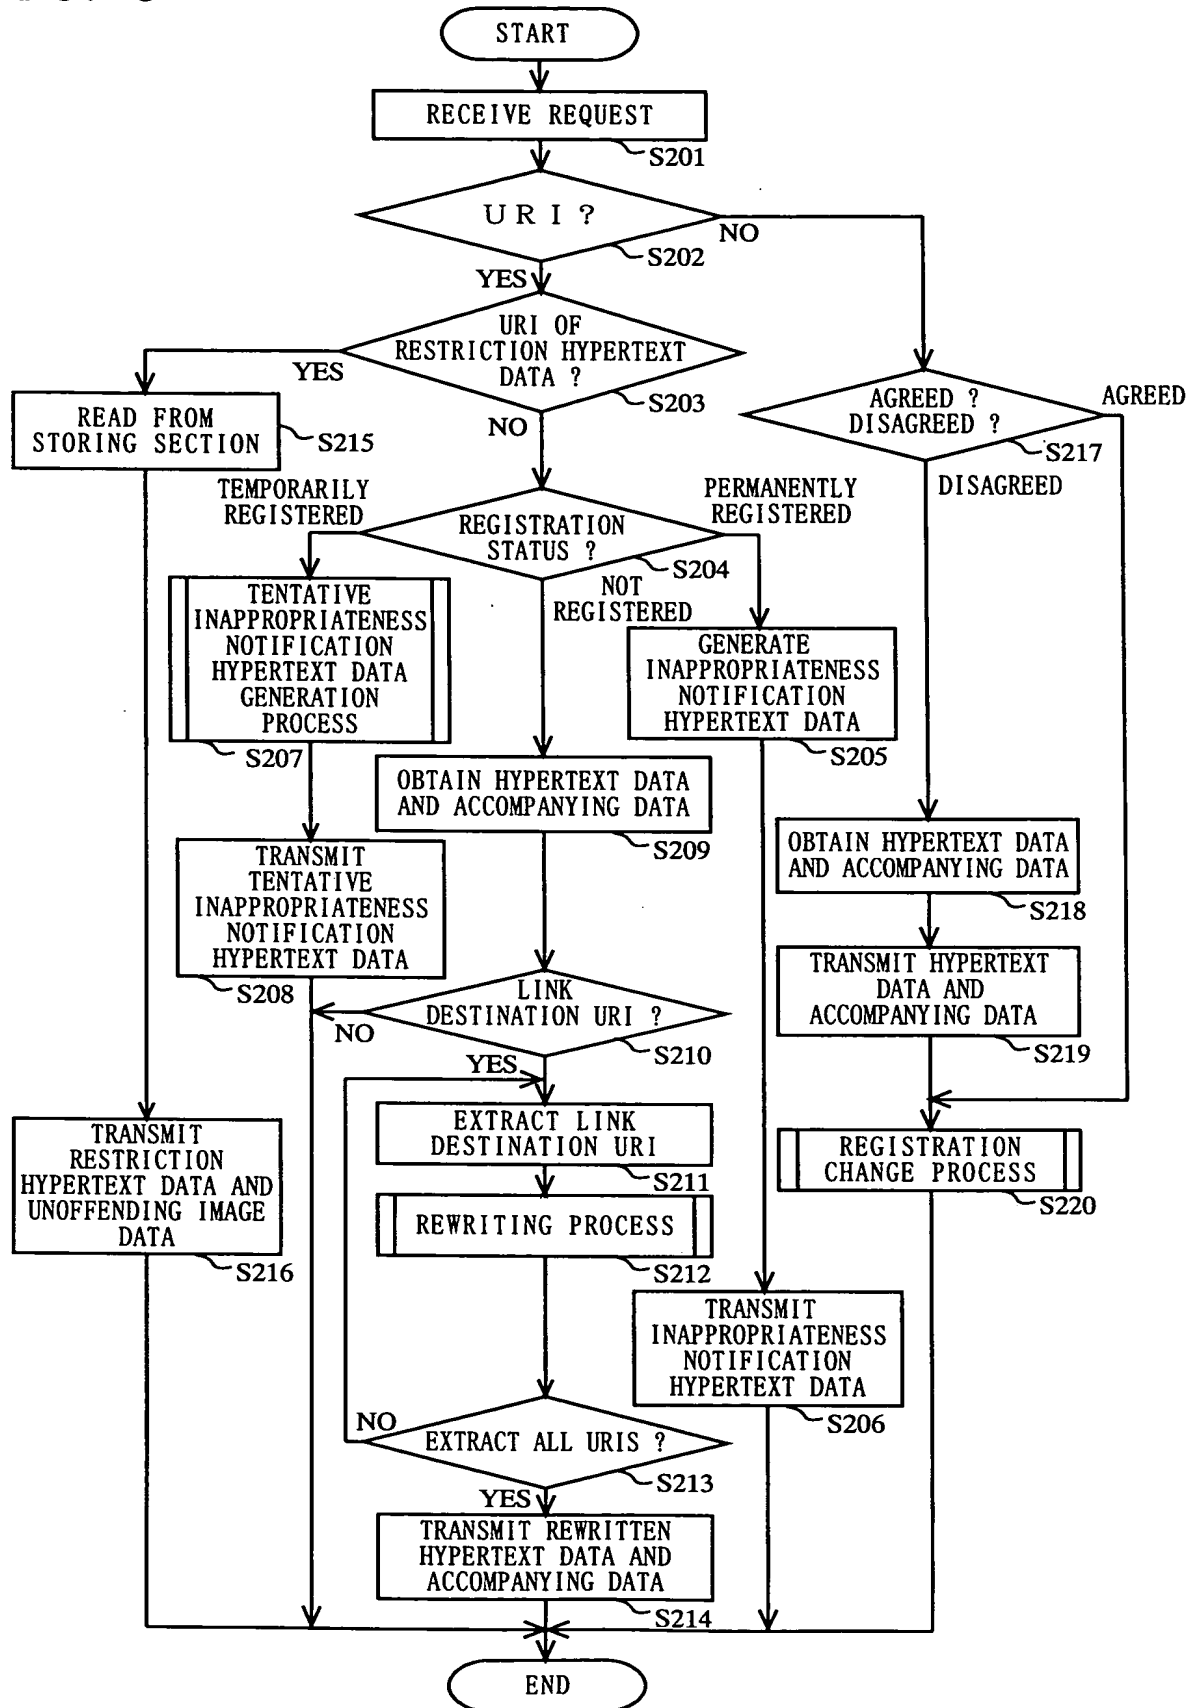 START
RECEIVE REQUEST
S201
URI?
S202
NO
YES
URI OF
RESTRICTION HYPERTEXT
DATA ?
S203
YES
NO
READ FROM
STORING SECTION
S215
AGREED ?
DISAGREED ?
S217
AGREED
DISAGREED
TEMPORARILY
REGISTERED
REGISTRATION
STATUS ?
S204
PERMANENTLY
REGISTERED
NOT
REGISTERED
TENTATIVE
INAPPROPRIATENESS
NOTIFICATION
HYPERTEXT DATA
GENERATION
PROCESS
S207
GENERATE
INAPPROPRIATENESS
NOTIFICATION
HYPERTEXT DATA
S205
OBTAIN HYPERTEXT DATA
AND ACCOMPANYING DATA
S209
OBTAIN HYPERTEXT DATA
AND ACCOMPANYING DATA
S218
TRANSMIT
TENTATIVE
INAPPROPRIATENESS
NOTIFICATION
HYPERTEXT DATA
S208
TRANSMIT HYPERTEXT
DATA AND
ACCOMPANYING DATA
S219
LINK
DESTINATION URI ?
S210
NO
YES
EXTRACT LINK
DESTINATION URI
S211
TRANSMIT
RESTRICTION
HYPERTEXT DATA AND
UNOFFENDING IMAGE
DATA
S216
REGISTRATION
CHANGE PROCESS
S220
REWRITING PROCESS
S212
TRANSMIT
INAPPROPRIATENESS
NOTIFICATION
HYPERTEXT DATA
S206
NO
EXTRACT ALL URIS ?
S213
YES
TRANSMIT REWRITTEN
HYPERTEXT DATA AND
ACCOMPANYING DATA
S214
END